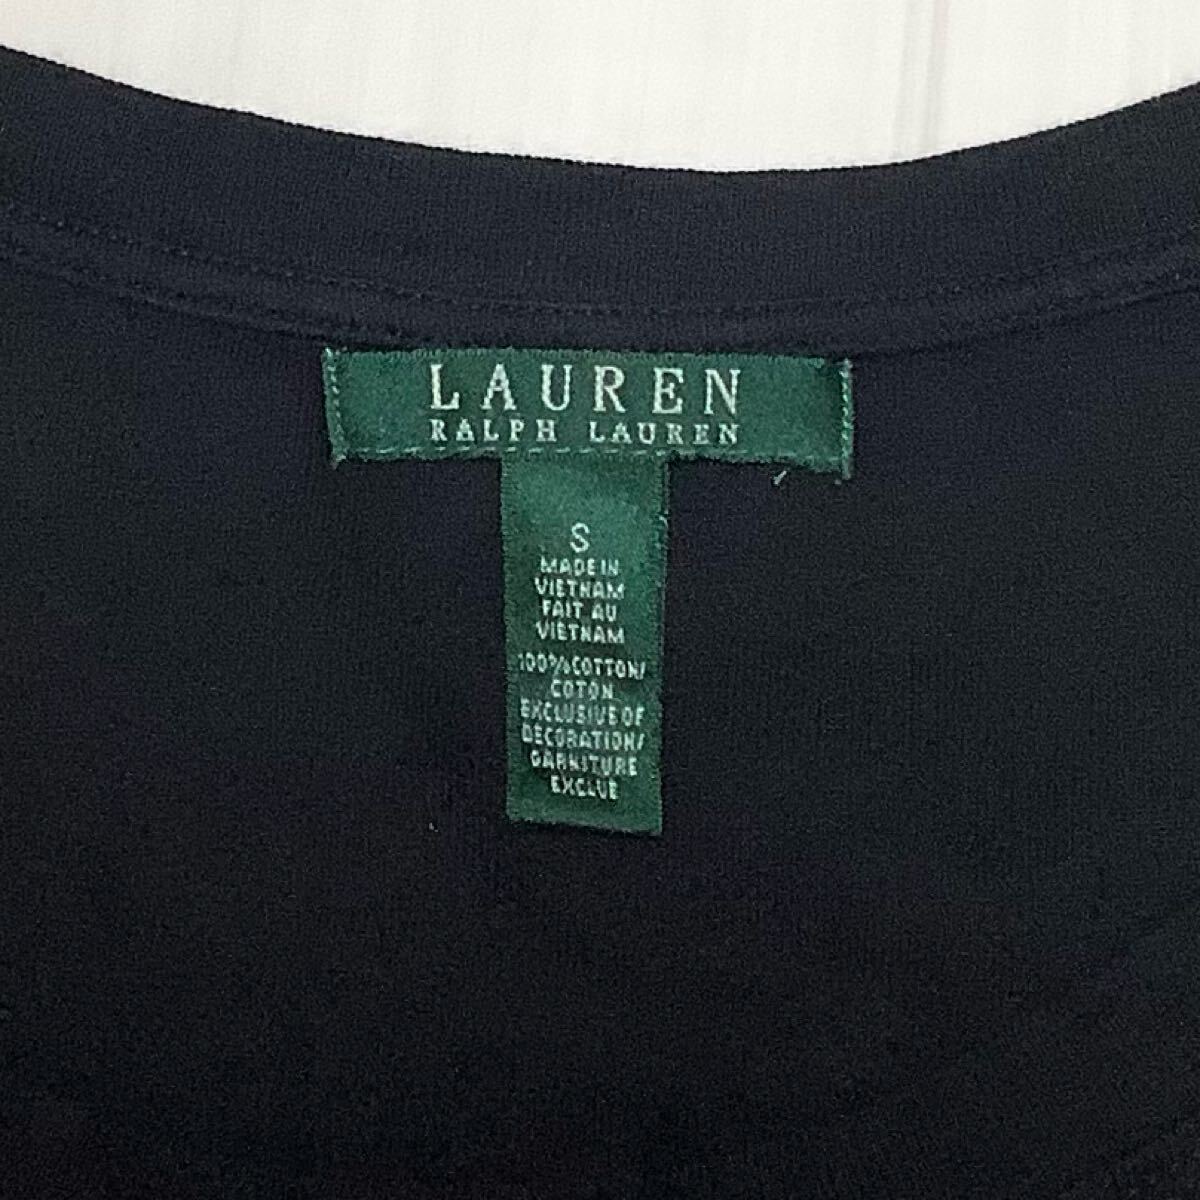 LAUREN
RALPH LAUREN
S
MADE IN
VIETNAM
FAIT AU
VIETNAM
100%COTTON/
COTON
EXCLUSIVE OF
DECORATION/
GARNITURE
EXCLUE